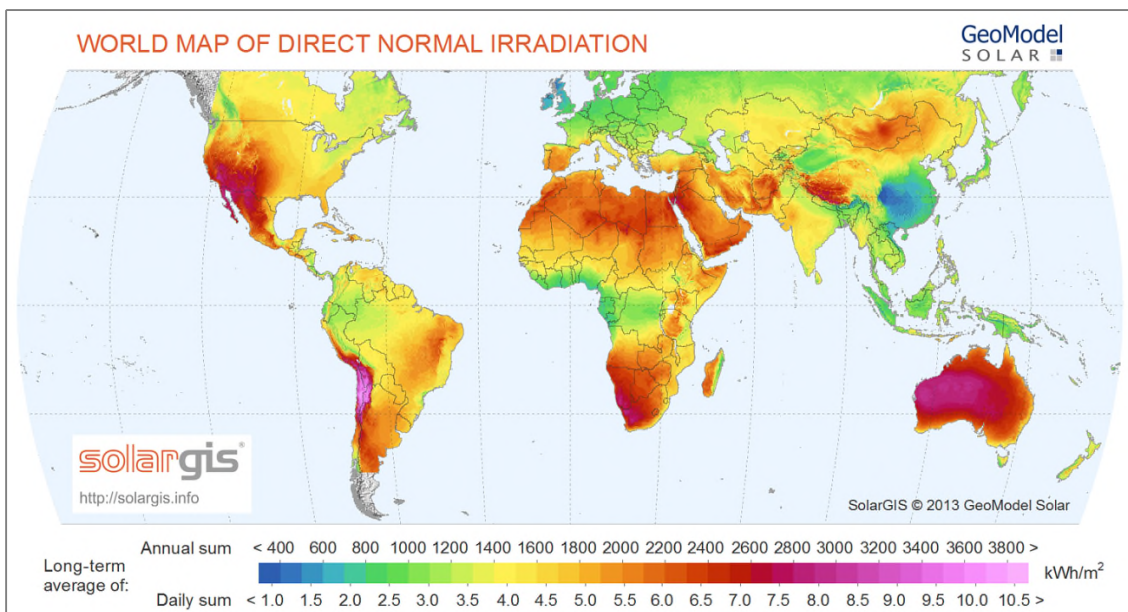 WORLD MAP OF DIRECT NORMAL IRRADIATION
GeoModel
SOLAR
solargis®
http://solargis.info
SolarGIS © 2013 GeoModel Solar
Annual sum < 400 600 800 1000 1200 1400 1600 1800 2000 2200 2400 2600 2800 3000 3200 3400 3600 3800 >
Long-term
average of:
kWh/m²
Daily sum < 1.0 1.5 2.0 2.5 3.0 3.5 4.0 4.5 5.0 5.5 6.0 6.5 7.0 7.5 8.0 8.5 9.0 9.5 10.0 10.5 >